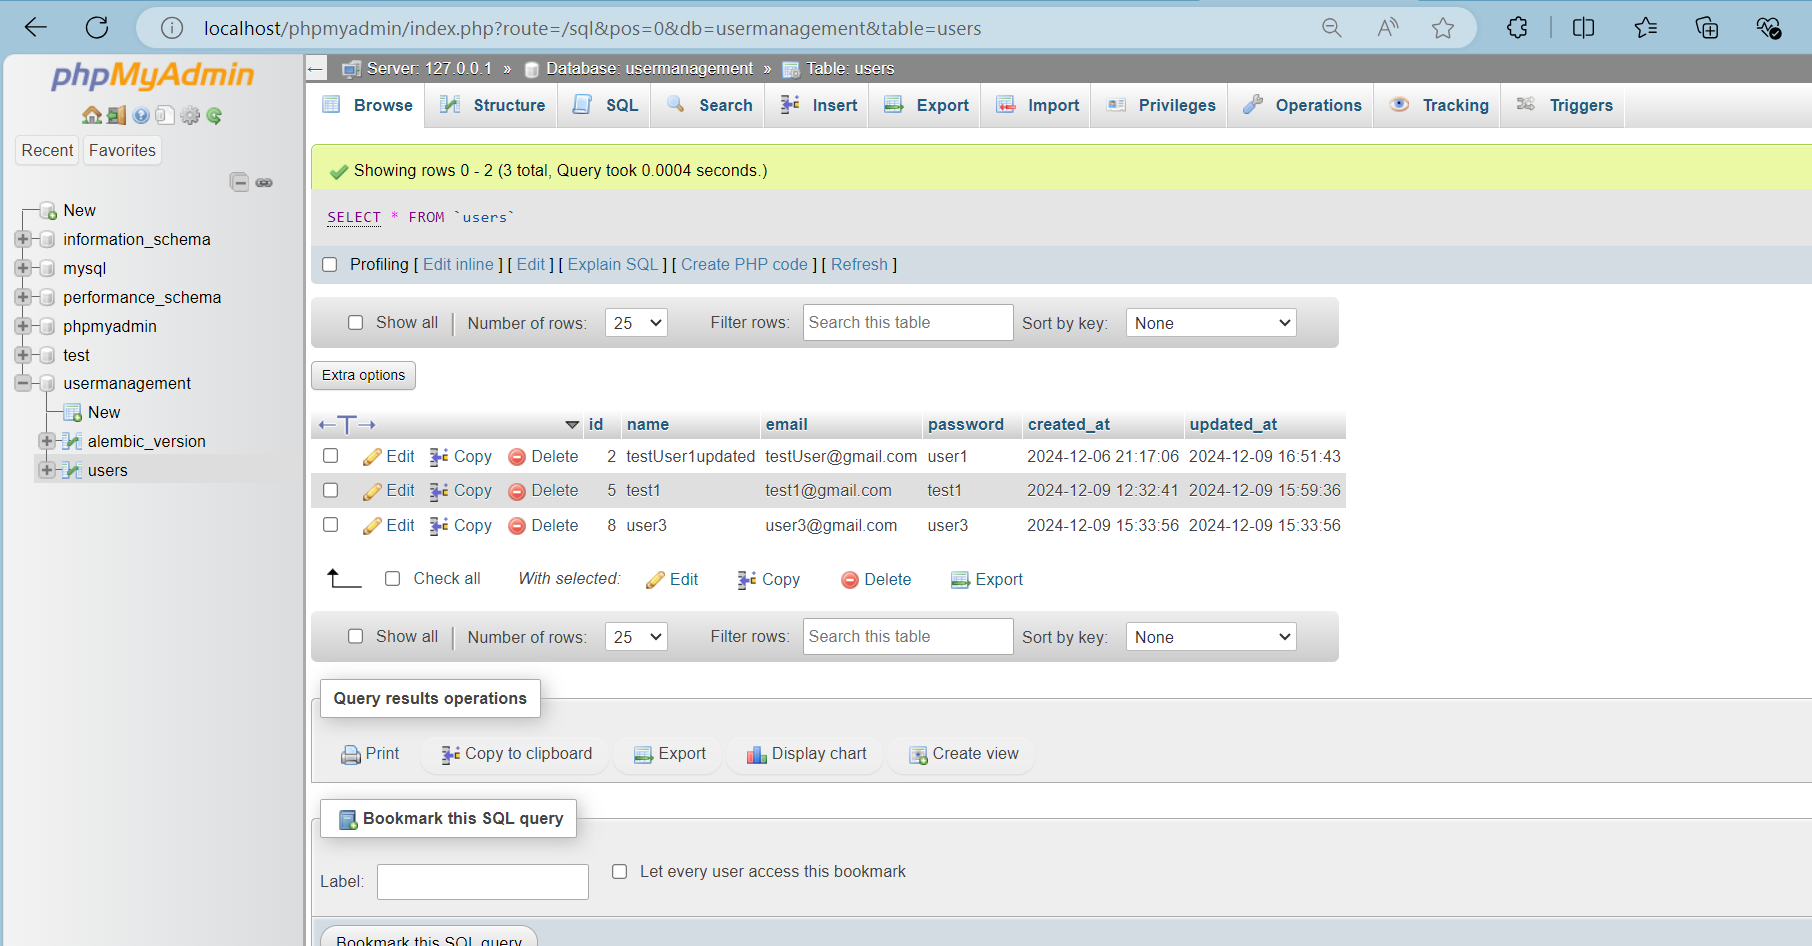 localhost/phpmyadmin/index.php?route=/sql&pos=0&db=usermanagement&table=users
phpMyAdmin
Recent Favorites
New
information_schema
mysql
performance_schema
phpmyadmin
test
usermanagement
New
alembic_version
users
Server: 127.0.0.1 » Database: usermanagement » Table: users
Browse Structure SQL Search Insert Export Import Privileges Operations Tracking Triggers
Showing rows 0 - 2 (3 total, Query took 0.0004 seconds.)
SELECT * FROM `users`
Profiling [ Edit inline ] [ Edit ] [ Explain SQL ] [ Create PHP code ] [ Refresh ]
Show all Number of rows: 25 Filter rows: Search this table Sort by key: None
Extra options
id name email password created_at updated_at
Edit Copy Delete 2 testUser1updated testUser@gmail.com user1 2024-12-06 21:17:06 2024-12-09 16:51:43
Edit Copy Delete 5 test1 test1@gmail.com test1 2024-12-09 12:32:41 2024-12-09 15:59:36
Edit Copy Delete 8 user3 user3@gmail.com user3 2024-12-09 15:33:56 2024-12-09 15:33:56
Check all With selected: Edit Copy Delete Export
Show all Number of rows: 25 Filter rows: Search this table Sort by key: None
Query results operations
Print Copy to clipboard Export Display chart Create view
Bookmark this SQL query
Label: Let every user access this bookmark
Bookmark this SQL query